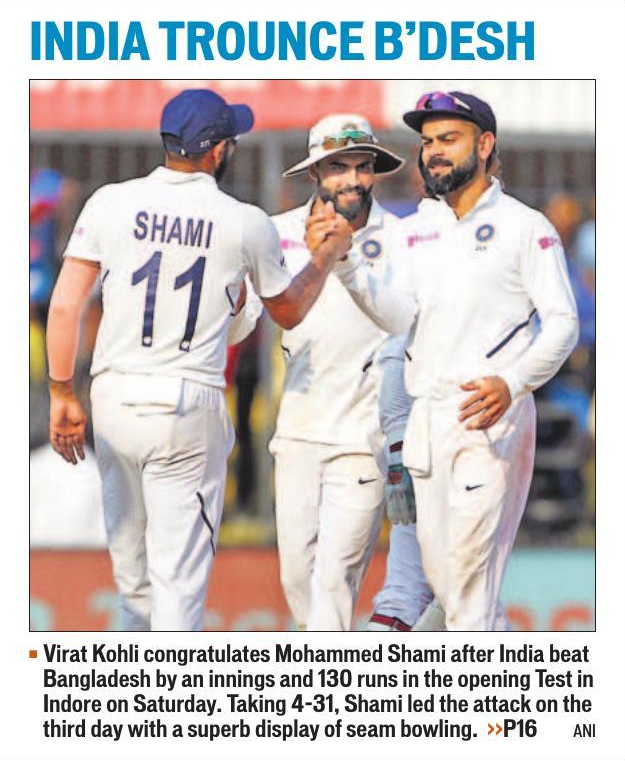 INDIA TROUNCE B’DESH
SHAMI
11
Virat Kohli congratulates Mohammed Shami after India beat
Bangladesh by an innings and 130 runs in the opening Test in
Indore on Saturday. Taking 4-31, Shami led the attack on the
third day with a superb display of seam bowling. >>P16 ANI